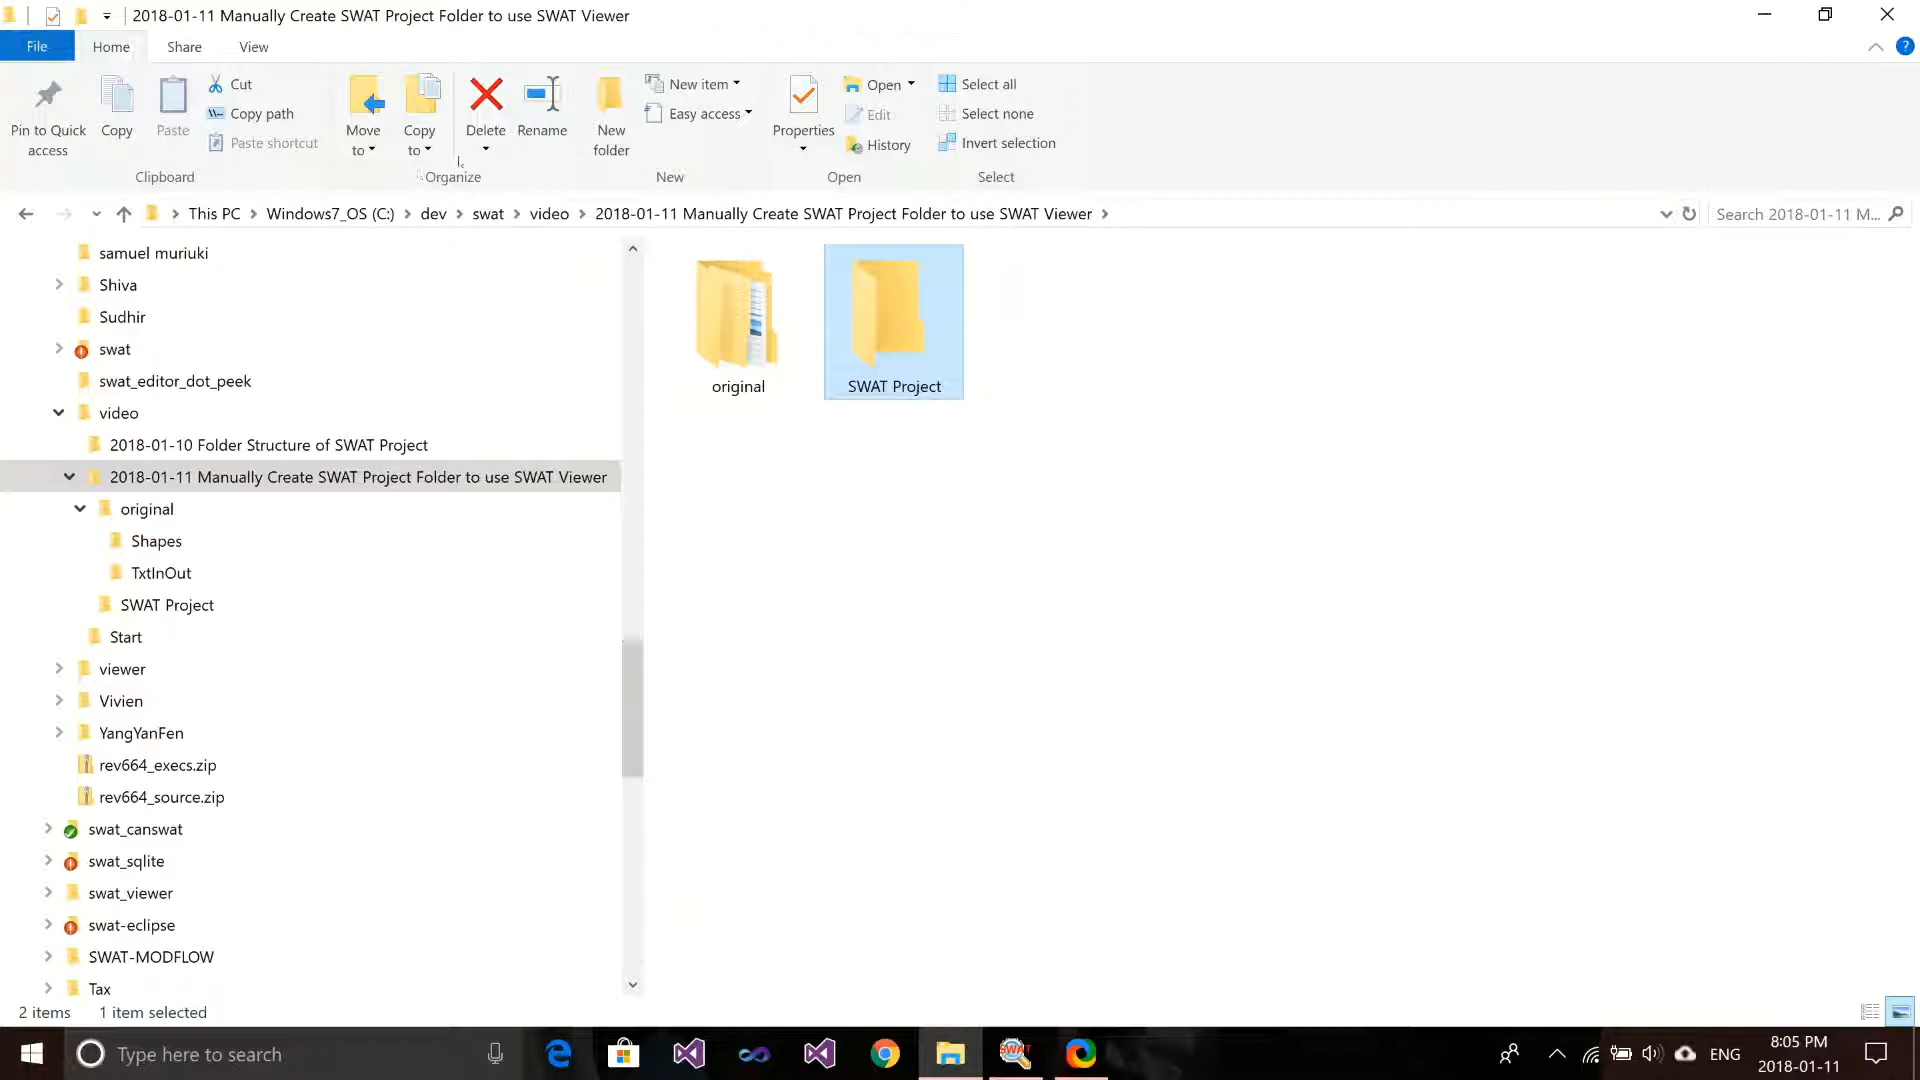 2018-01-11 Manually Create SWAT Project Folder to use SWAT Viewer
File Home Share View
Pin to Quick access
Copy
Paste
Cut
Copy path
Paste shortcut
Clipboard
Move to
Copy to
Delete
Rename
Organize
New folder
New item
Easy access
New
Properties
Open
Edit
History
Open
Select all
Select none
Invert selection
Select
This PC > Windows7_OS (C:) > dev > swat > video > 2018-01-11 Manually Create SWAT Project Folder to use SWAT Viewer >
Search 2018-01-11 M...
samuel muriuki
Shiva
Sudhir
swat
swat_editor_dot_peek
video
2018-01-10 Folder Structure of SWAT Project
2018-01-11 Manually Create SWAT Project Folder to use SWAT Viewer
original
Shapes
TxtInOut
SWAT Project
Start
viewer
Vivien
YangYanFen
rev664_execs.zip
rev664_source.zip
swat_canswat
swat_sqlite
swat_viewer
swat-eclipse
SWAT-MODFLOW
Tax
original
SWAT Project
2 items 1 item selected
Type here to search
SWAT
ENG
8:05 PM
2018-01-11